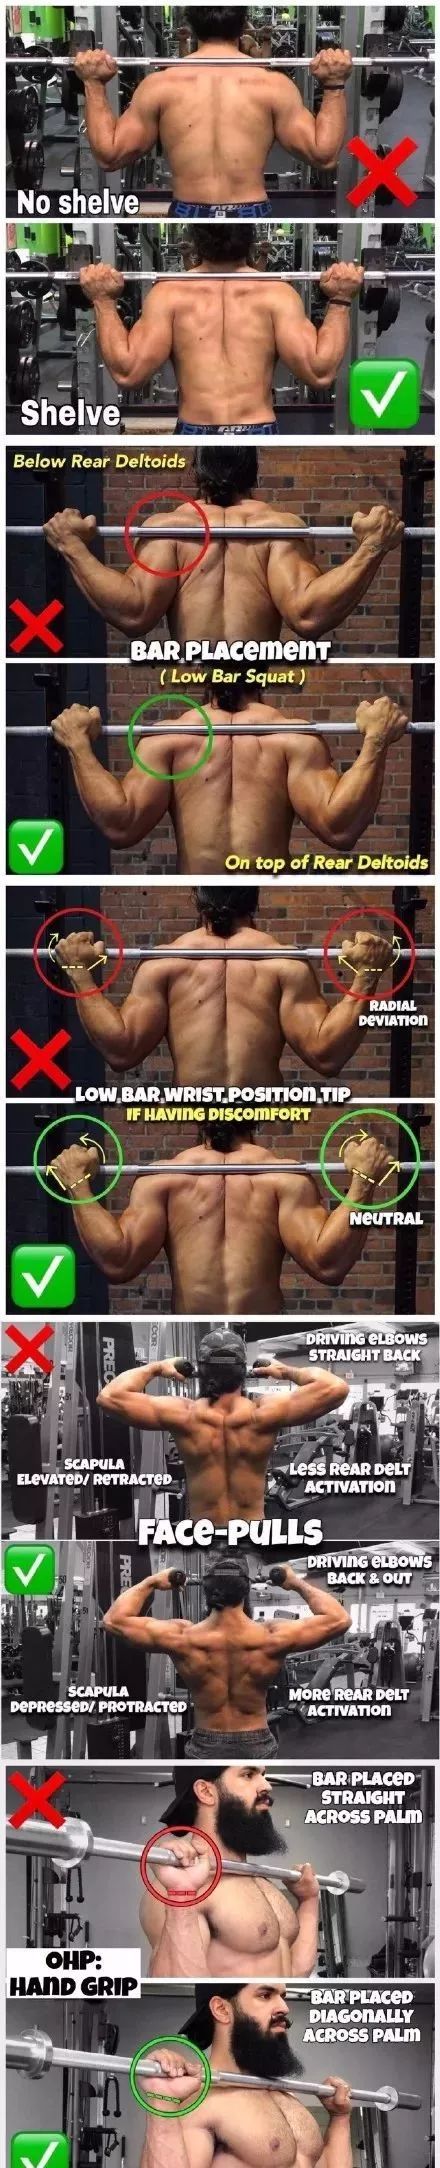 No shelve
Shelve
Below Rear Deltoids
BAR PLACEMENT
( Low Bar Squat )
On top of Rear Deltoids
RADIAL
DEVIATION
LOW BAR WRIST POSITION TIP
IF HAVING DISCOMFORT
NEUTRAL
DRIVING ELBOWS
STRAIGHT BACK
SCAPULA
ELEVATED/ RETRACTED
LESS REAR DELT
ACTIVATION
FACE-PULLS
DRIVING ELBOWS
BACK & OUT
SCAPULA
DEPRESSED/ PROTRACTED
MORE REAR DELT
ACTIVATION
BAR PLACED
STRAIGHT
ACROSS PALM
OHP:
HAND GRIP
BAR PLACED
DIAGONALLY
ACROSS PALM